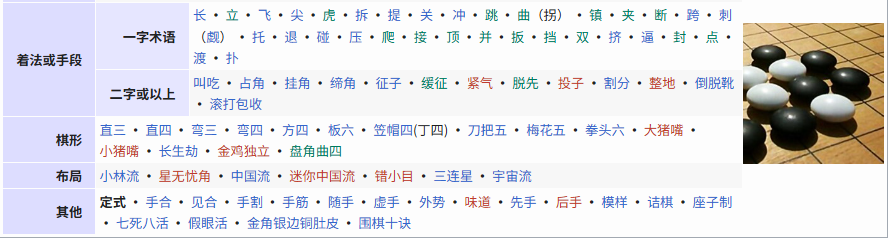 着法或手段
一字术语
长 • 立 • 飞 • 尖 • 虎 • 拆 • 提 • 关 • 冲 • 跳 • 曲（拐） • 镇 • 夹 • 断 • 跨 • 刺
（觑） • 托 • 退 • 碰 • 压 • 爬 • 接 • 顶 • 并 • 扳 • 挡 • 双 • 挤 • 逼 • 封 • 点 •
渡 • 扑
二字或以上
叫吃 • 占角 • 挂角 • 缔角 • 征子 • 缓征 • 紧气 • 脱先 • 投子 • 割分 • 整地 • 倒脱靴
• 滚打包收
棋形
直三 • 直四 • 弯三 • 弯四 • 方四 • 板六 • 笠帽四(丁四) • 刀把五 • 梅花五 • 拳头六 • 大猪嘴 •
小猪嘴 • 长生劫 • 金鸡独立 • 盘角曲四
布局
小林流 • 星无忧角 • 中国流 • 迷你中国流 • 错小目 • 三连星 • 宇宙流
其他
定式 • 手合 • 见合 • 手割 • 手筋 • 随手 • 虚手 • 外势 • 味道 • 先手 • 后手 • 模样 • 诘棋 • 座子制
• 七死八活 • 假眼活 • 金角银边铜肚皮 • 围棋十诀